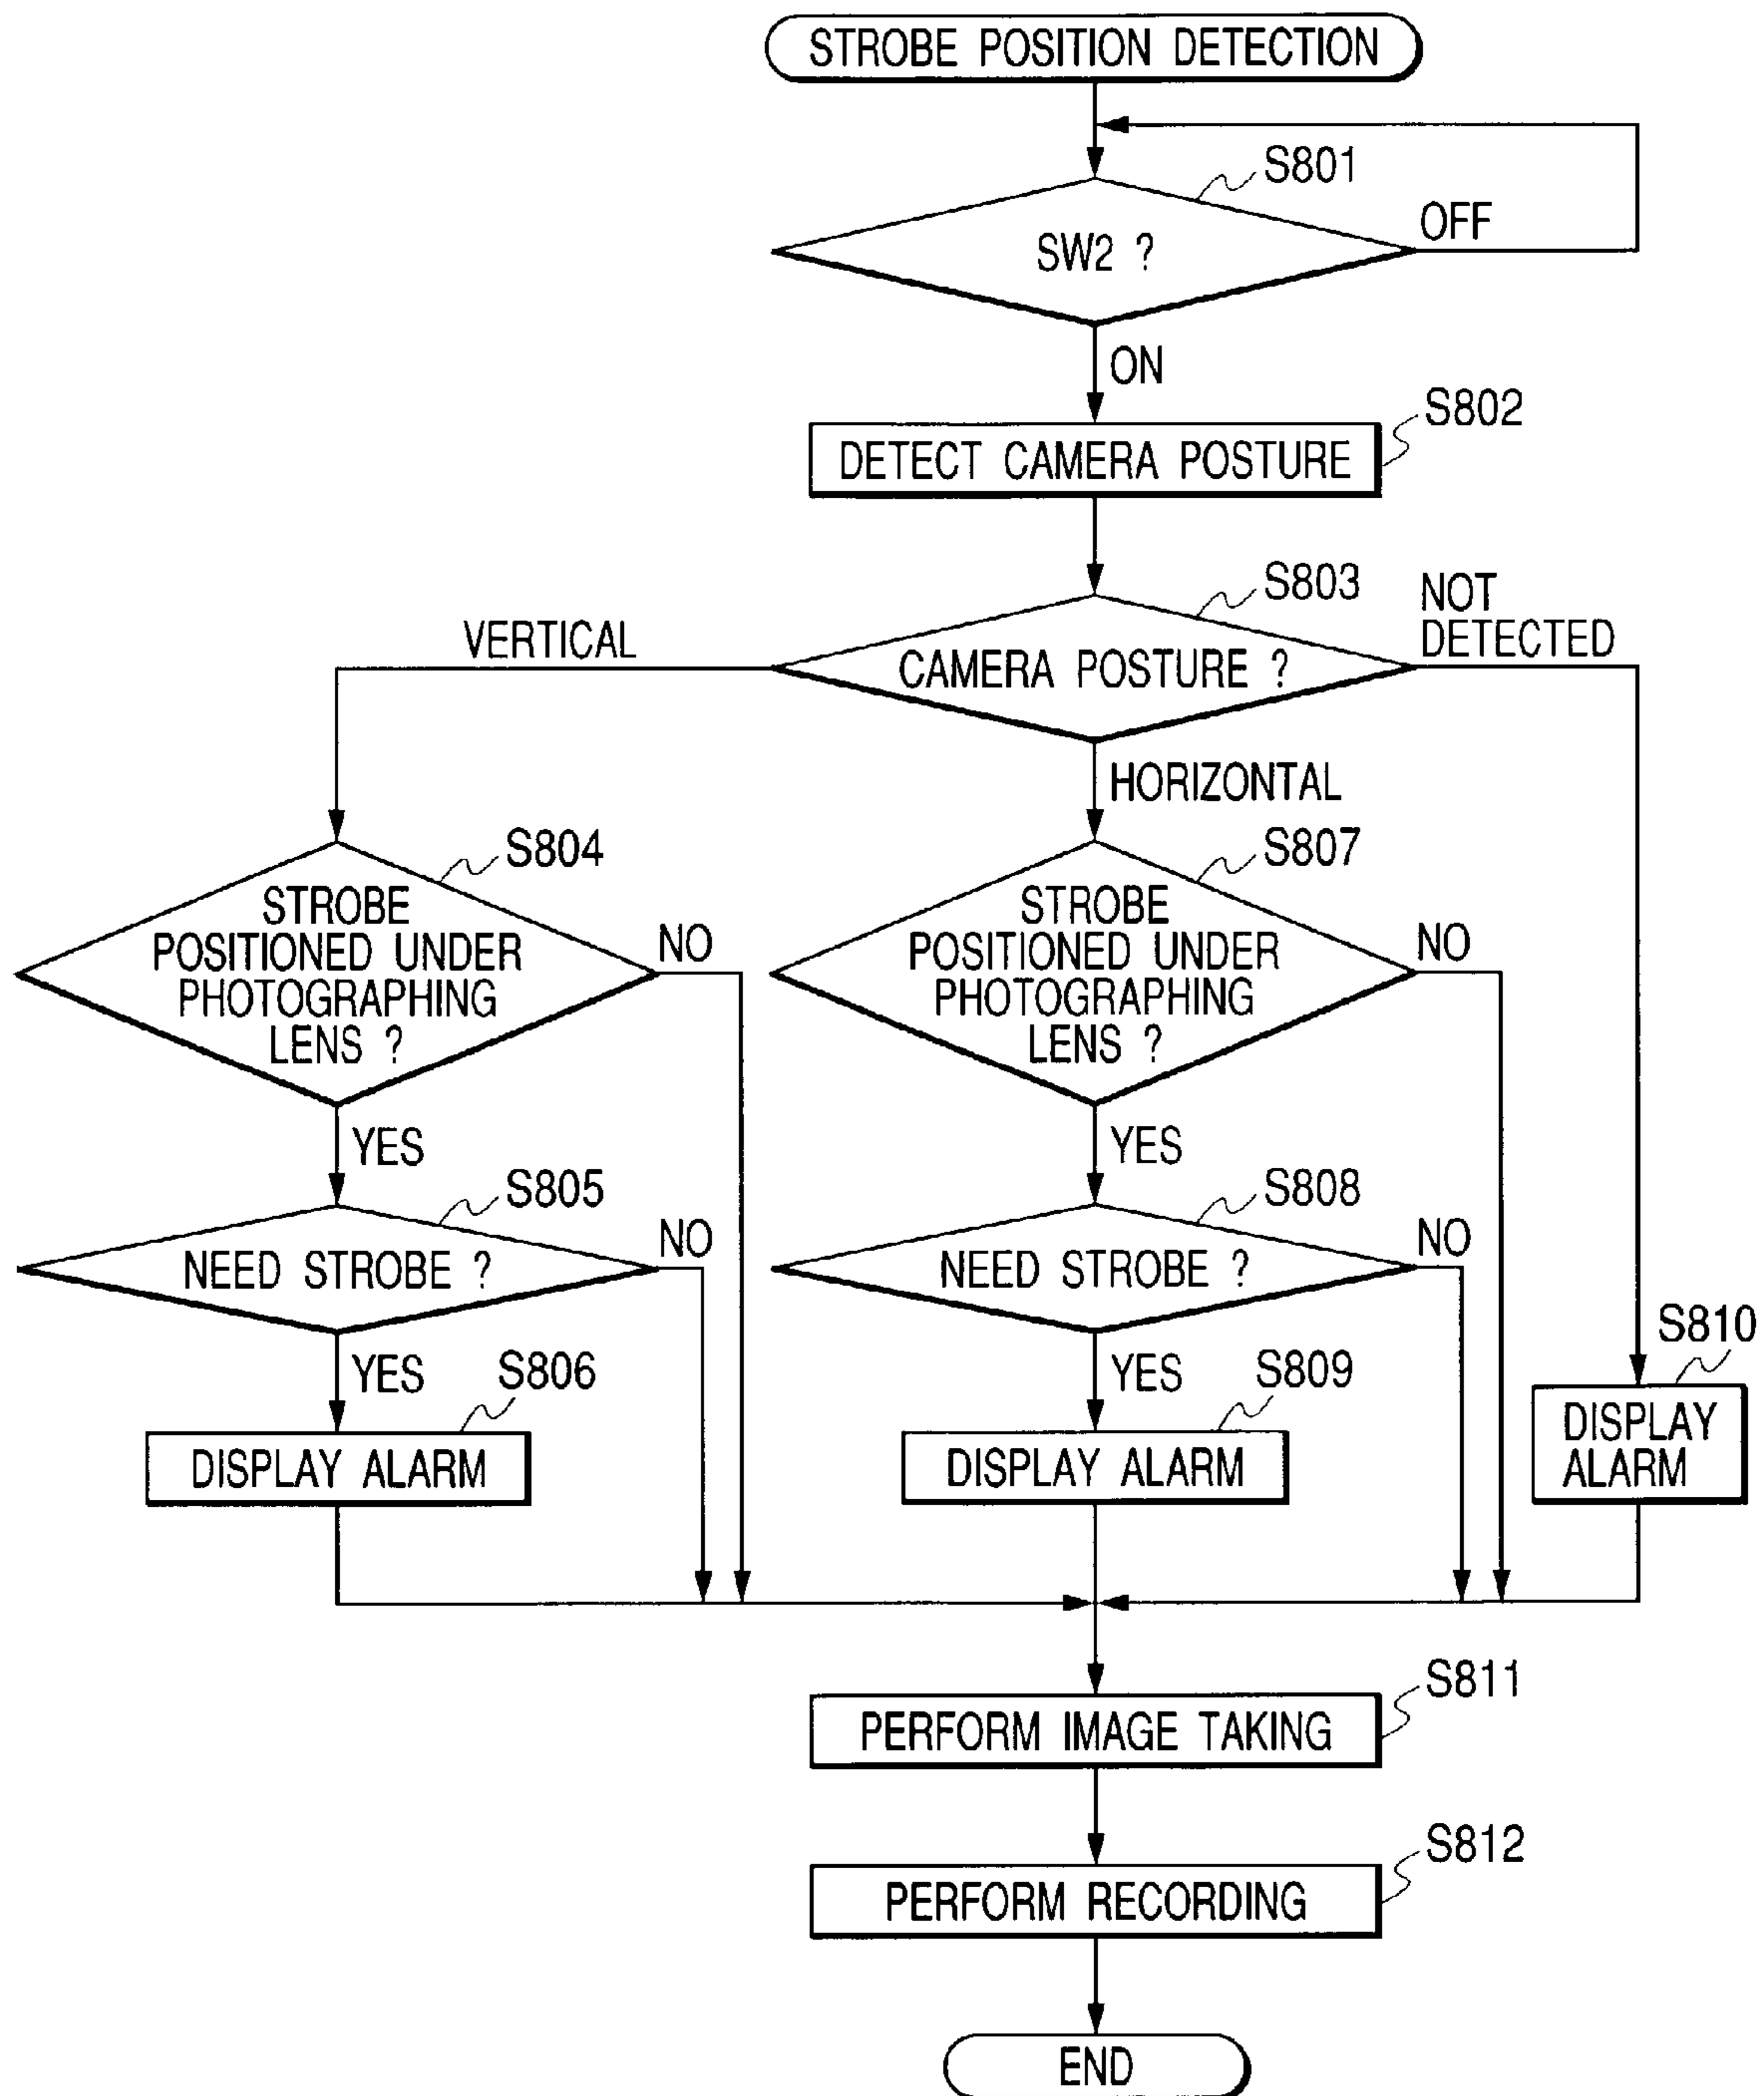 STROBE POSITION DETECTION
S801
SW2 ?
OFF
ON
S802
DETECT CAMERA POSTURE
S803
NOT
DETECTED
VERTICAL
CAMERA POSTURE ?
HORIZONTAL
S804
STROBE
POSITIONED UNDER
PHOTOGRAPHING
LENS ?
NO
YES
S807
STROBE
POSITIONED UNDER
PHOTOGRAPHING
LENS ?
NO
YES
S805
NEED STROBE ?
NO
YES
S808
NEED STROBE ?
NO
YES
S806
DISPLAY ALARM
S809
DISPLAY ALARM
S810
DISPLAY
ALARM
S811
PERFORM IMAGE TAKING
S812
PERFORM RECORDING
END